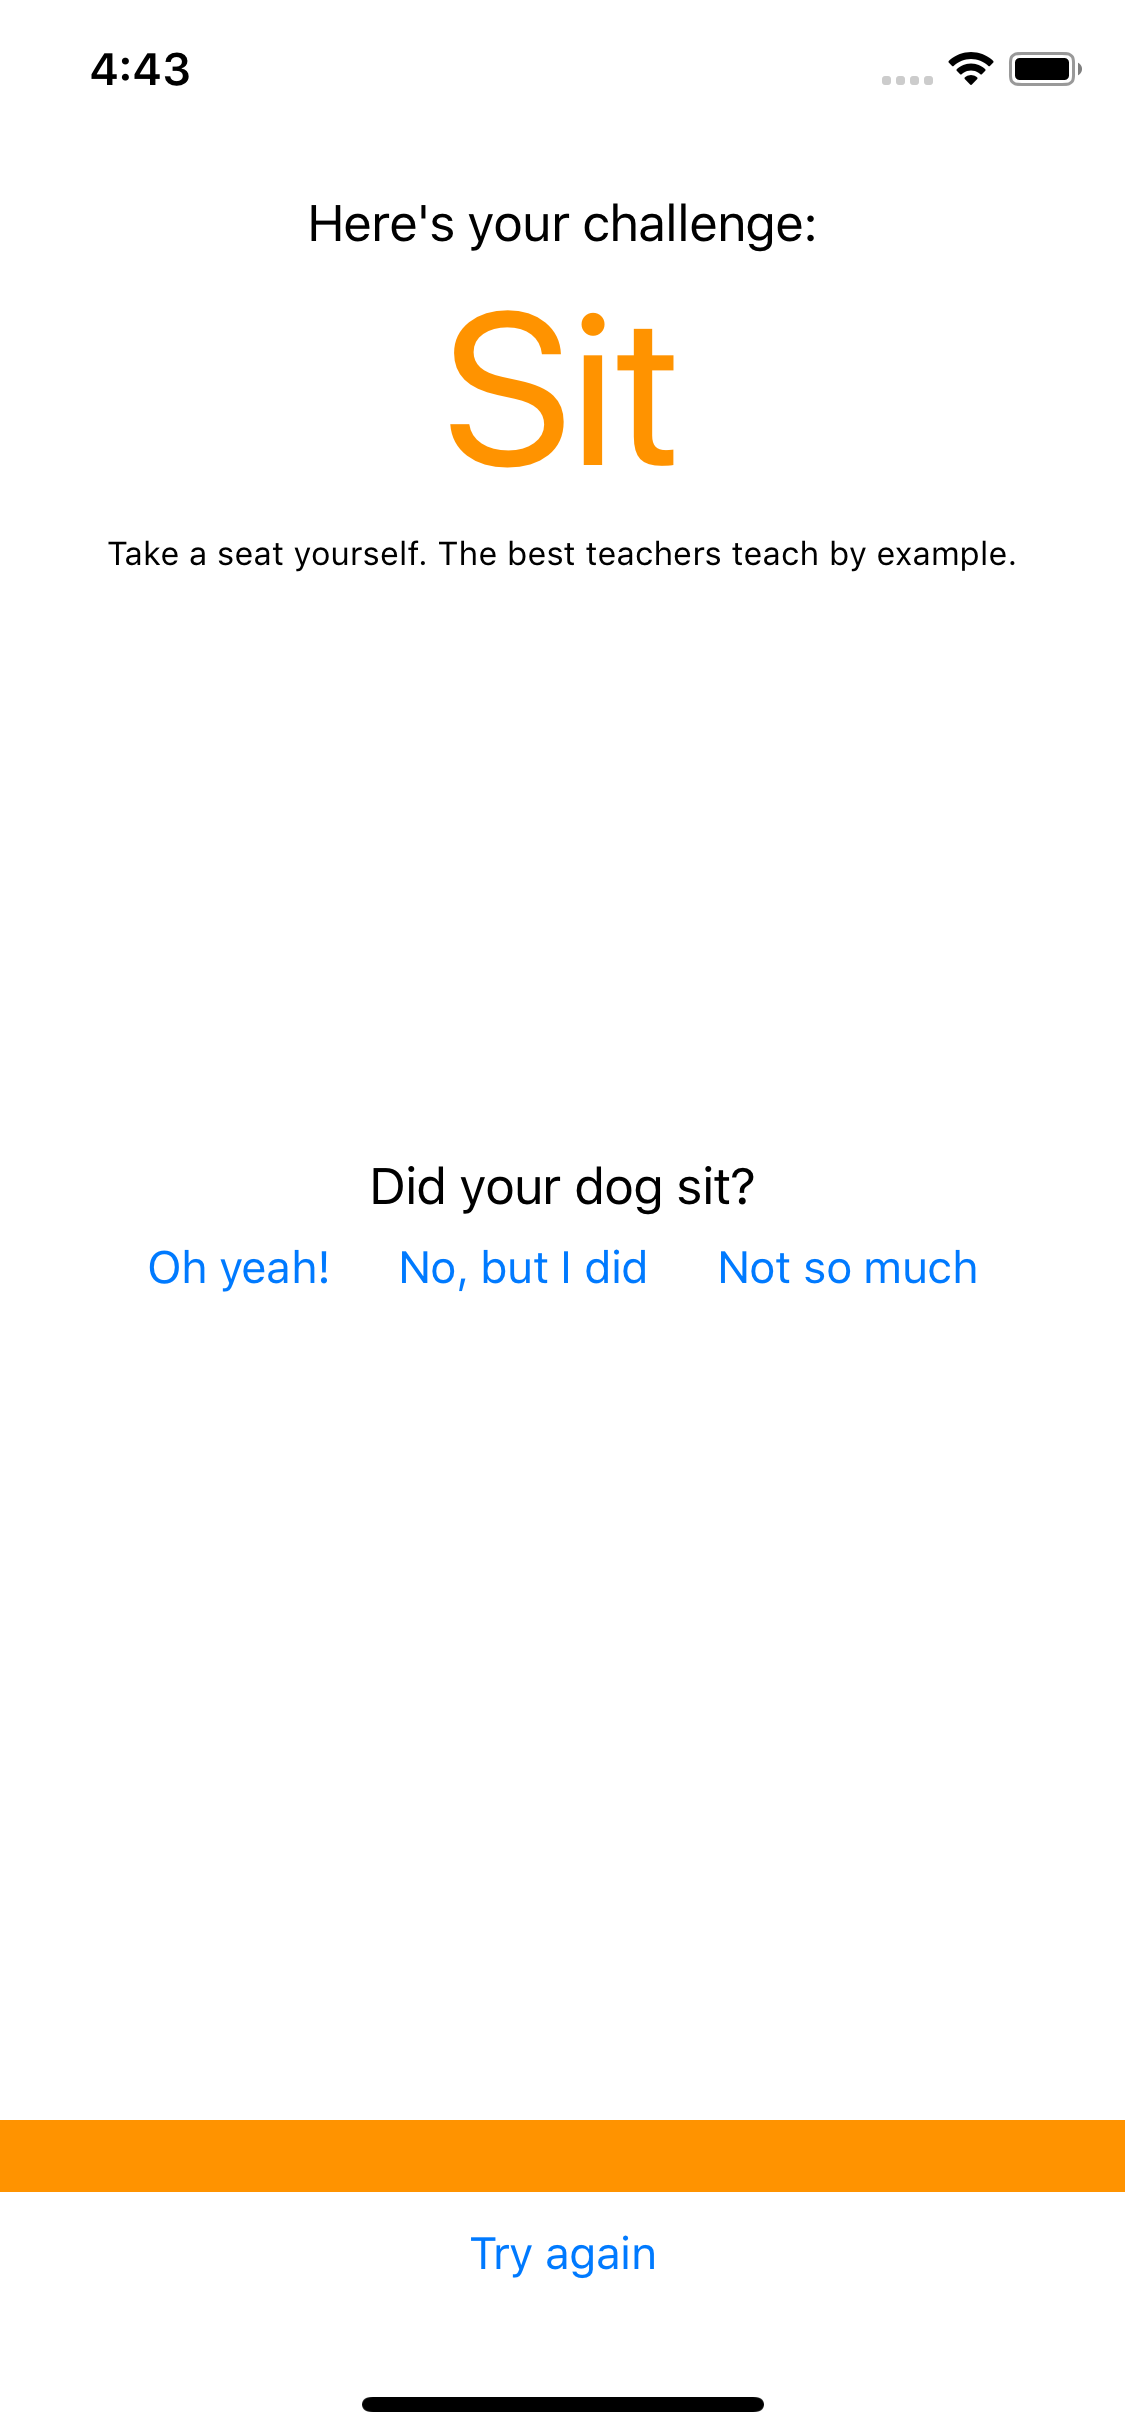 4:43
Here's your challenge:
Sit
Take a seat yourself. The best teachers teach by example.
Did your dog sit?
Oh yeah! No, but I did Not so much
Try again